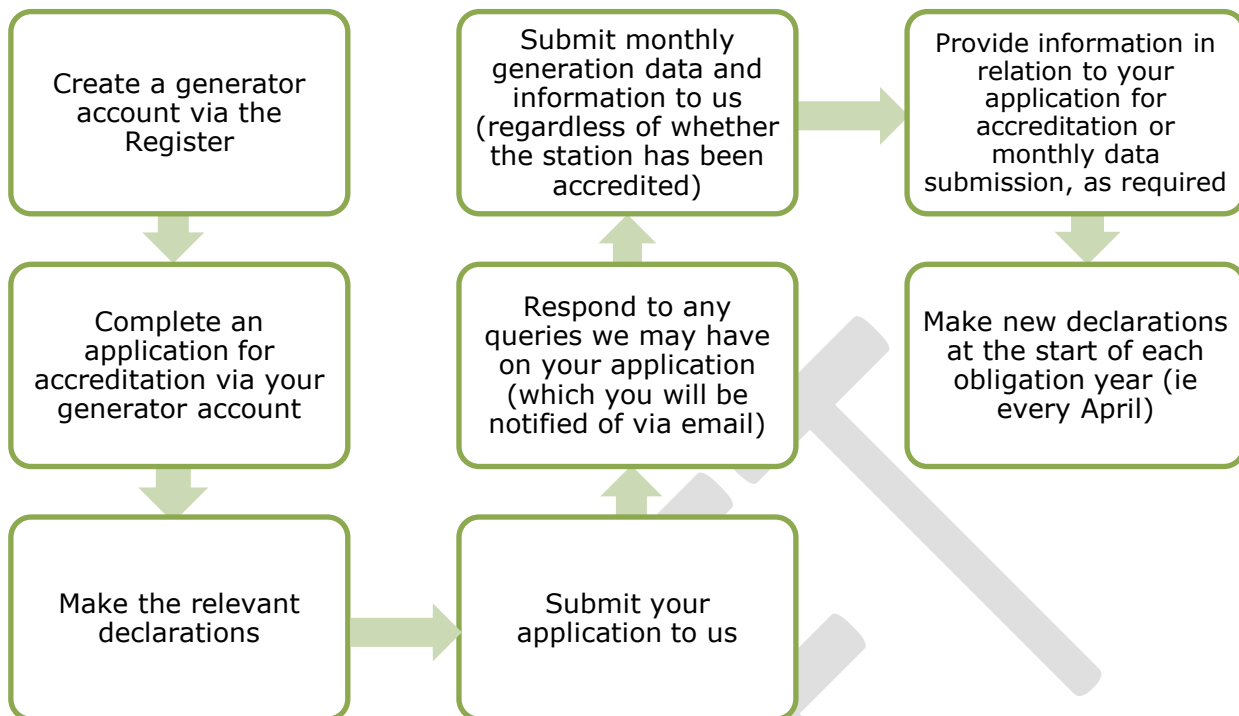 Create a generator
account via the
Register
Complete an
application for
accreditation via your
generator account
Make the relevant
declarations
Submit your
application to us
Respond to any
queries we may have
on your application
(which you will be
notified of via email)
Submit monthly
generation data and
information to us
(regardless of whether
the station has been
accredited)
Provide information in
relation to your
application for
accreditation or
monthly data
submission, as required
Make new declarations
at the start of each
obligation year (ie
every April)